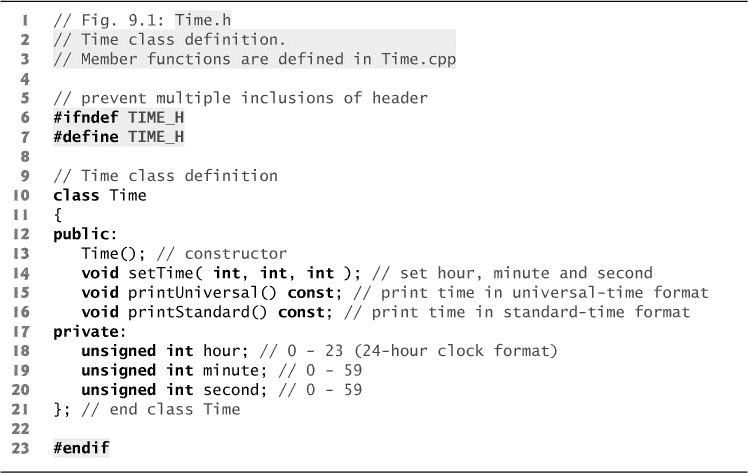 1 // Fig. 9.1: Time.h
2 // Time class definition.
3 // Member functions are defined in Time.cpp
4
5 // prevent multiple inclusions of header
6 #ifndef TIME_H
7 #define TIME_H
8
9 // Time class definition
10 class Time
11 {
12 public:
13 Time(); // constructor
14 void setTime( int, int, int ); // set hour, minute and second
15 void printUniversal() const; // print time in universal-time format
16 void printStandard() const; // print time in standard-time format
17 private:
18 unsigned int hour; // 0 - 23 (24-hour clock format)
19 unsigned int minute; // 0 - 59
20 unsigned int second; // 0 - 59
21 }; // end class Time
22
23 #endif